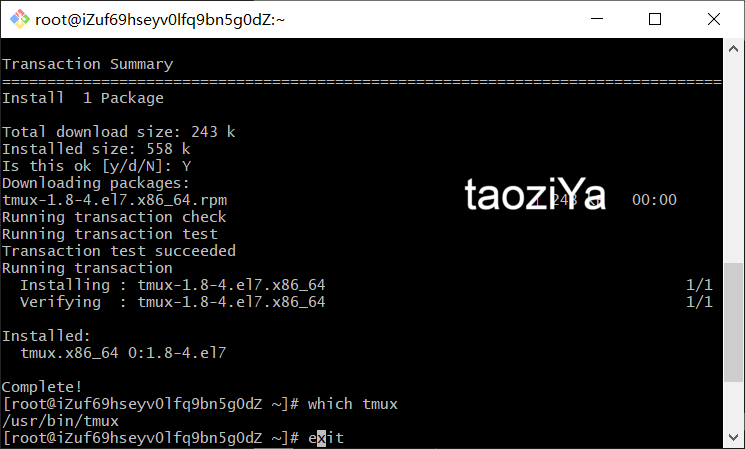 root@iZuf69hseyv0lfq9bn5g0dZ:~
Transaction Summary
================================================================================
Install  1 Package
Total download size: 243 k
Installed size: 558 k
Is this ok [y/d/N]: Y
Downloading packages:
tmux-1.8-4.el7.x86_64.rpm | 243 kB 00:00
taoziYa
Running transaction check
Running transaction test
Transaction test succeeded
Running transaction
Installing : tmux-1.8-4.el7.x86_64 1/1
Verifying  : tmux-1.8-4.el7.x86_64 1/1
Installed:
tmux.x86_64 0:1.8-4.el7
Complete!
[root@iZuf69hseyv0lfq9bn5g0dZ ~]# which tmux
/usr/bin/tmux
[root@iZuf69hseyv0lfq9bn5g0dZ ~]# exit